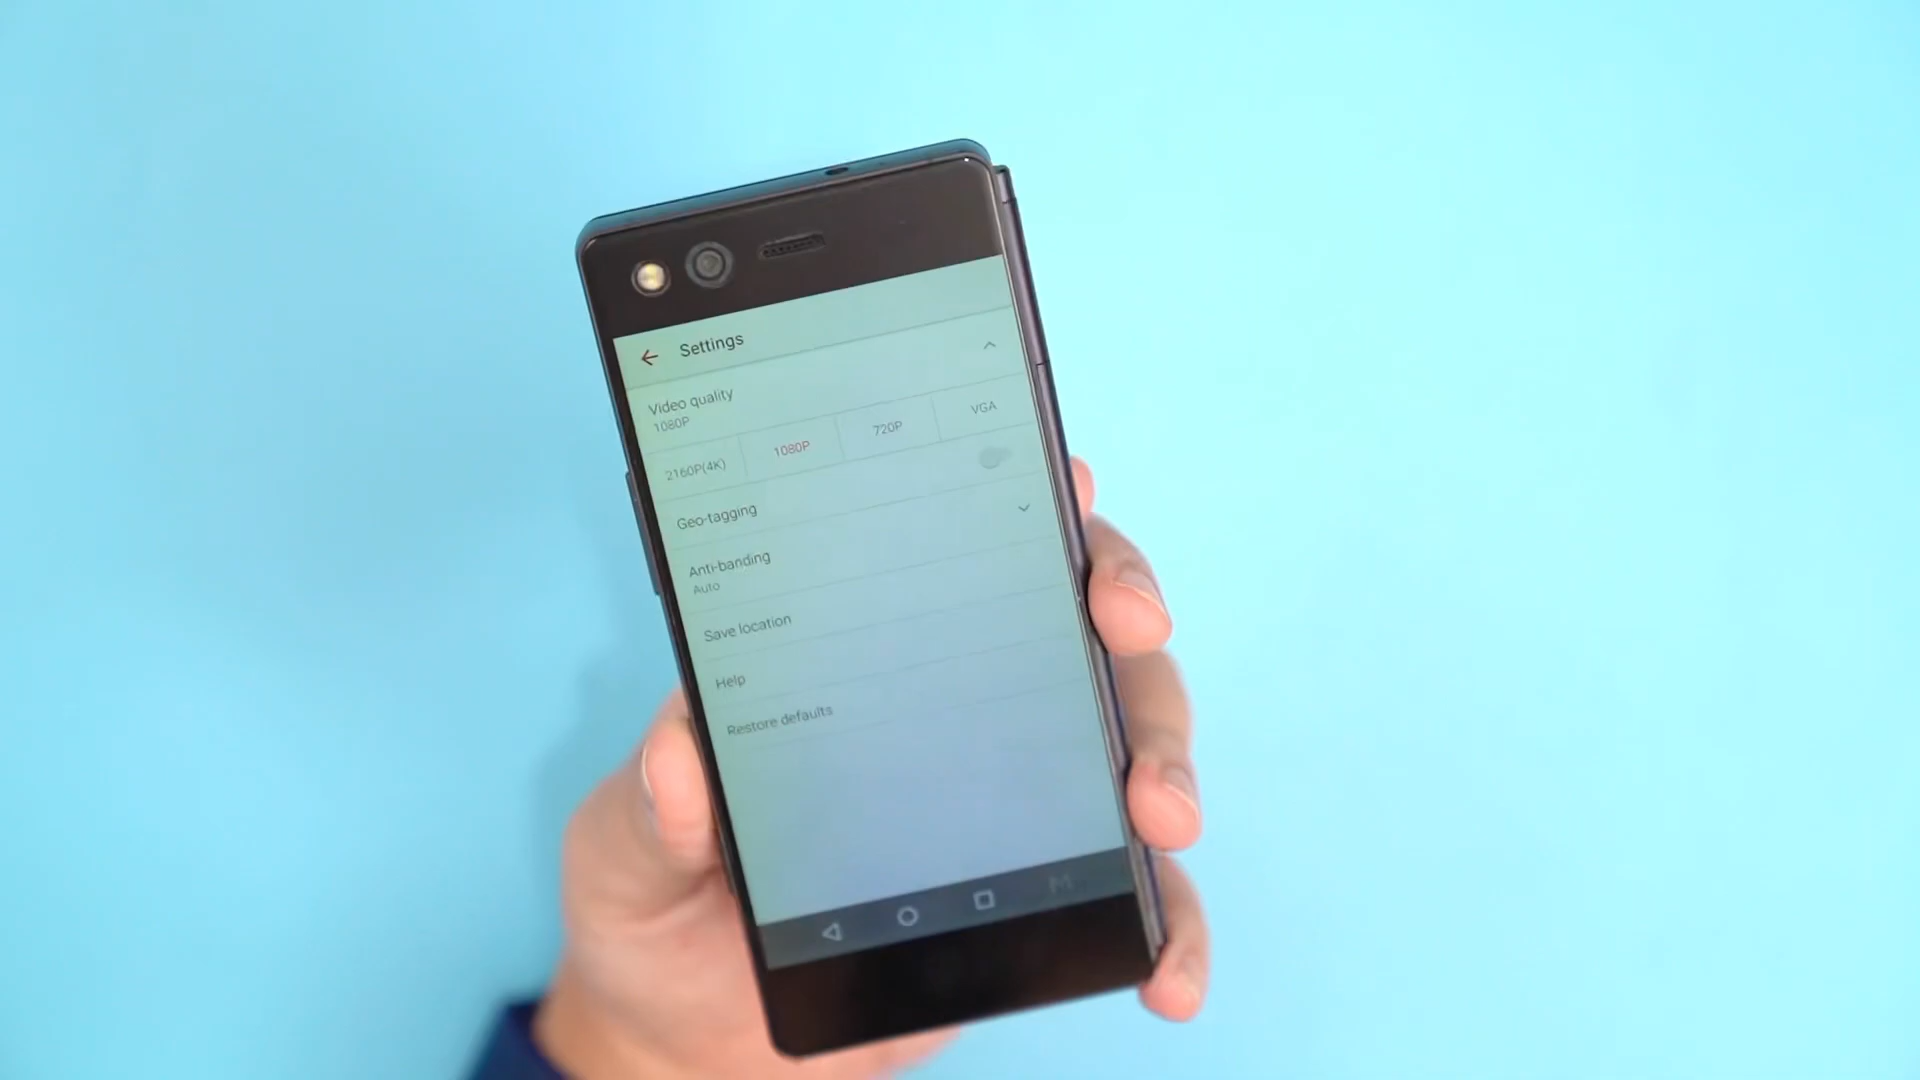 Settings
Video quality
1080P
2160P(4K) 1080P 720P VGA
Geo-tagging
Anti-banding
Auto
Save location
Help
Restore defaults
M